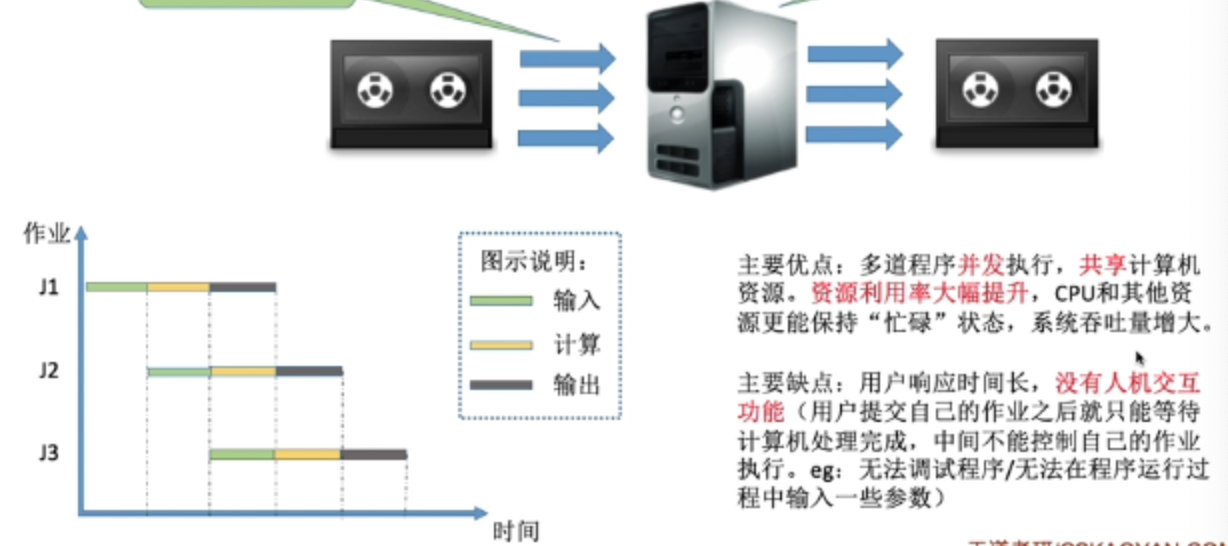 作业
J1
J2
J3
时间
图示说明：
输入
计算
输出
主要优点：多道程序并发执行，共享计算机
资源。资源利用率大幅提升，CPU和其他资
源更能保持“忙碌”状态，系统吞吐量增大。
主要缺点：用户响应时间长，没有人机交互
功能（用户提交自己的作业之后就只能等待
计算机处理完成，中间不能控制自己的作业
执行。eg：无法调试程序/无法在程序运行过
程中输入一些参数）